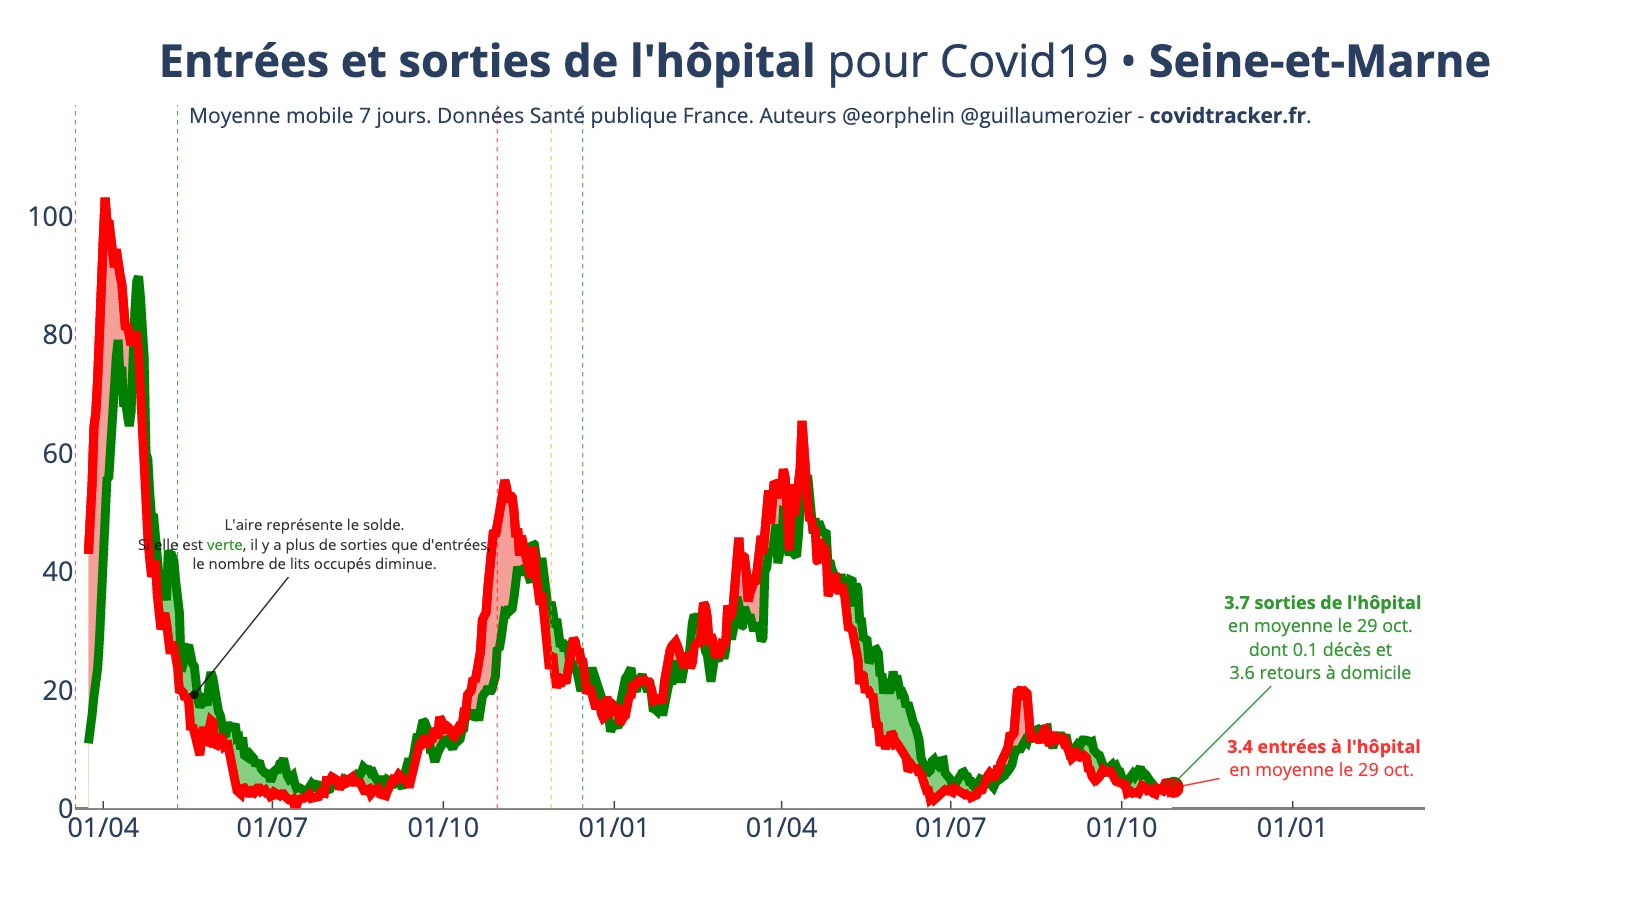 Entrées et sorties de l'hôpital pour Covid19 • Seine-et-Marne
Moyenne mobile 7 jours. Données Santé publique France. Auteurs @eorphelin @guillaumerozier - covidtracker.fr.
100
80
60
40
20
0
L'aire représente le solde.
Si elle est verte, il y a plus de sorties que d'entrées,
le nombre de lits occupés diminue.
3.7 sorties de l'hôpital
en moyenne le 29 oct.
dont 0.1 décès et
3.6 retours à domicile
3.4 entrées à l'hôpital
en moyenne le 29 oct.
01/04 01/07 01/10 01/01 01/04 01/07 01/10 01/01